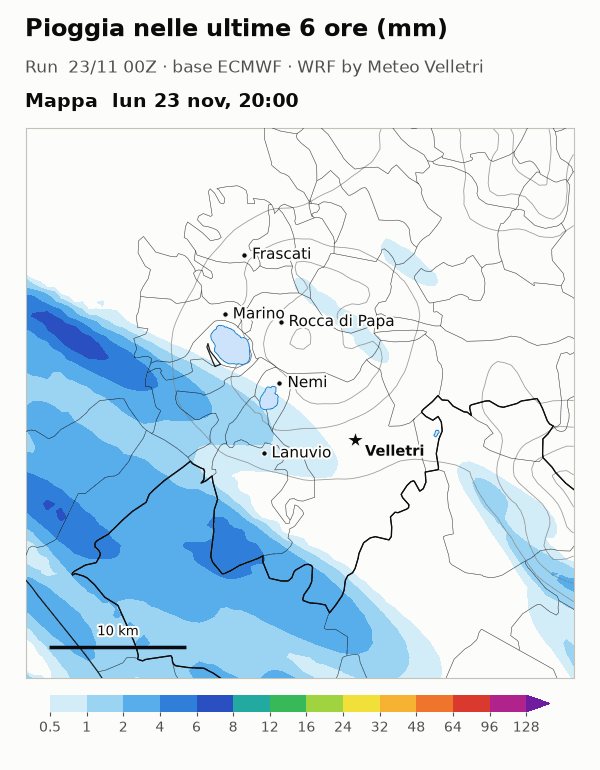 Pioggia nelle ultime 6 ore (mm)
Run  23/11 00Z · base ECMWF · WRF by Meteo Velletri
Mappa  lun 23 nov, 20:00
Frascati
Marino
Rocca di Papa
Nemi
Velletri
Lanuvio
10 km
0.5 1 2 4 6 8 12 16 24 32 48 64 96 128